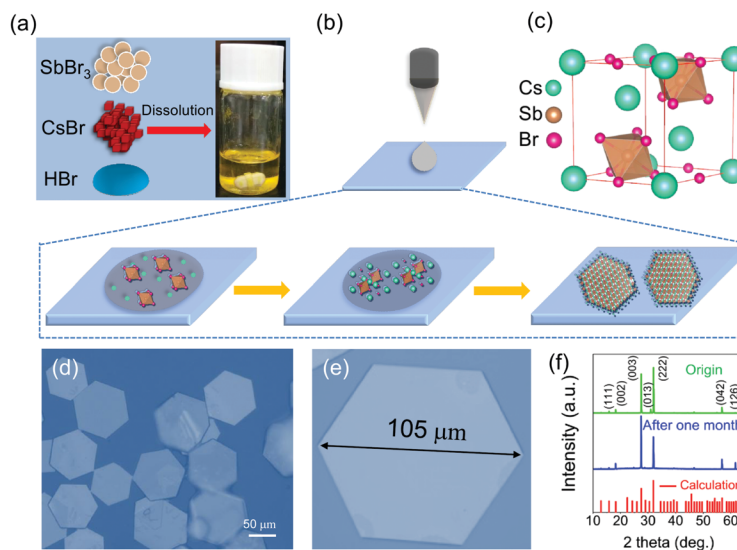 (a)
SbBr3
CsBr
HBr
Dissolution
(b)
(c)
Cs
Sb
Br
(d)
50 μm
(e)
105 μm
(f)
Intensity (a.u.)
(111)
(002)
(003)
(013)
(222)
(042)
(126)
Origin
After one month
Calculation
10 20 30 40 50 60
2 theta (deg.)